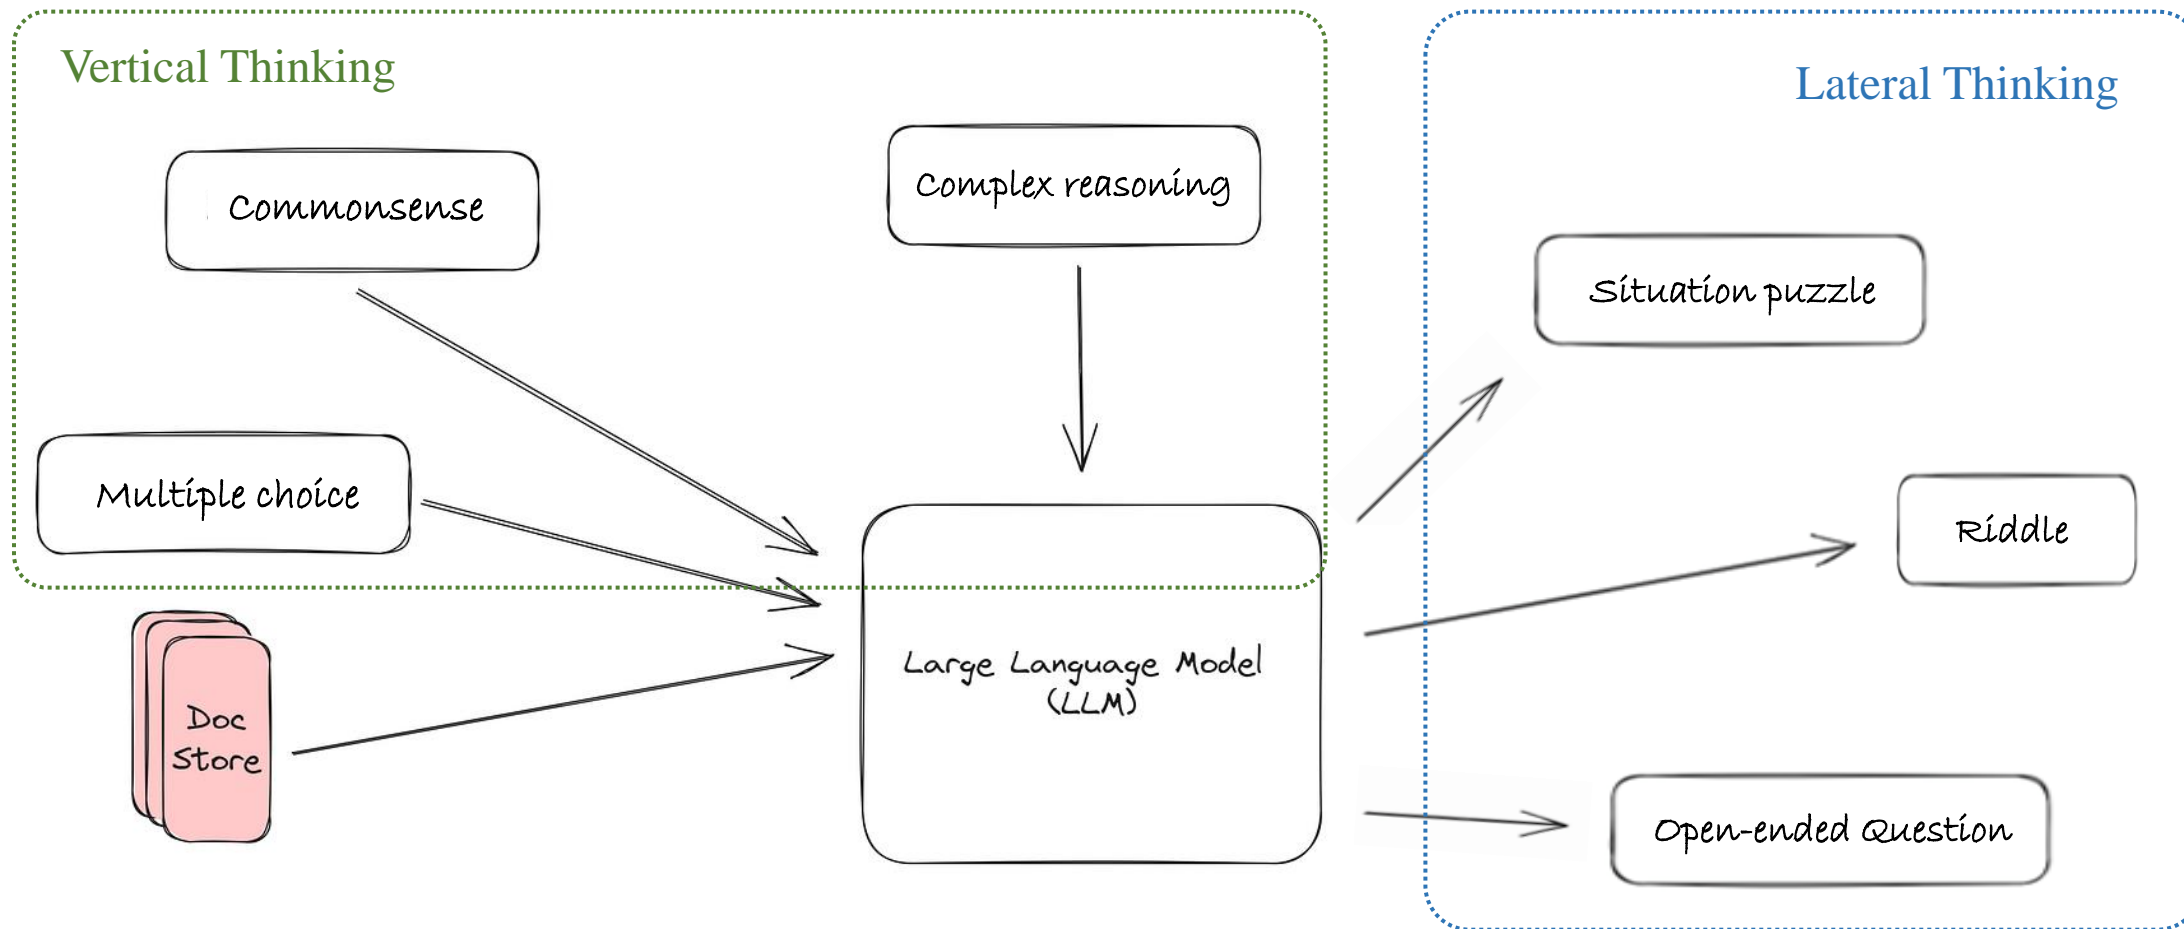 Vertical Thinking
Lateral Thinking
Commonsense
Complex reasoning
Situation puzzle
Multiple choice
Riddle
Large Language Model
(LLM)
Doc
Store
Open-ended Question